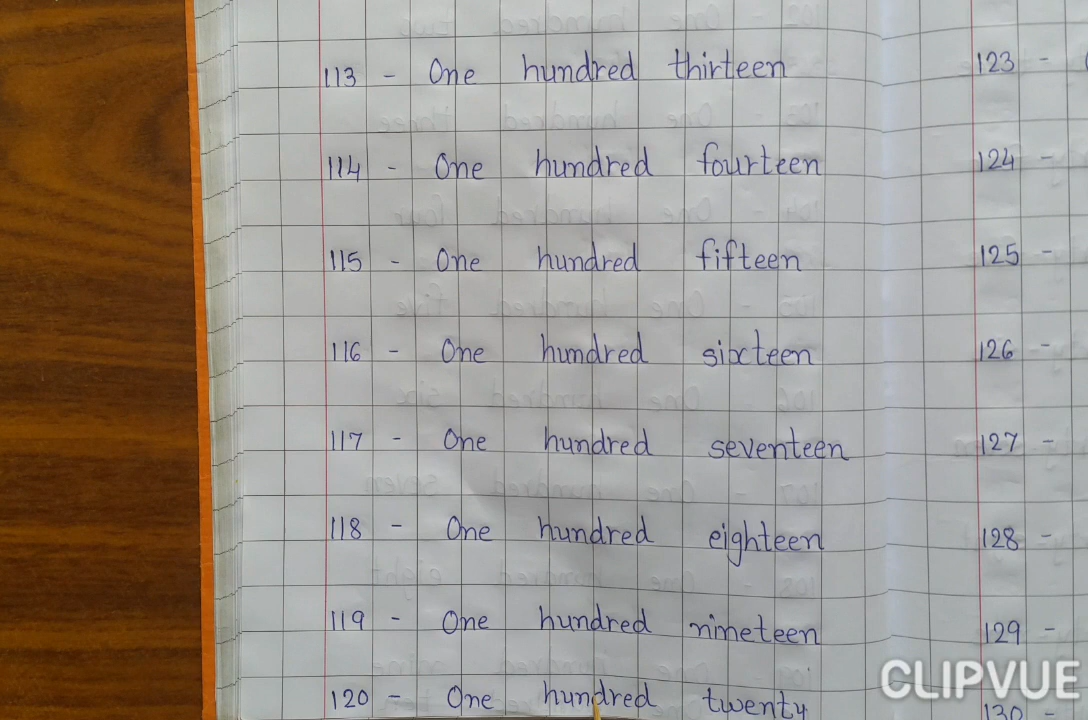 113 - One hundred thirteen
114 - One hundred fourteen
115 - One hundred fifteen
116 - One hundred sixteen
117 - One hundred seventeen
118 - One hundred eighteen
119 - One hundred nineteen
120 - One hundred twenty
123 -
124 -
125 -
126 -
127 -
128 -
129 -
130 -
CLIPVUE